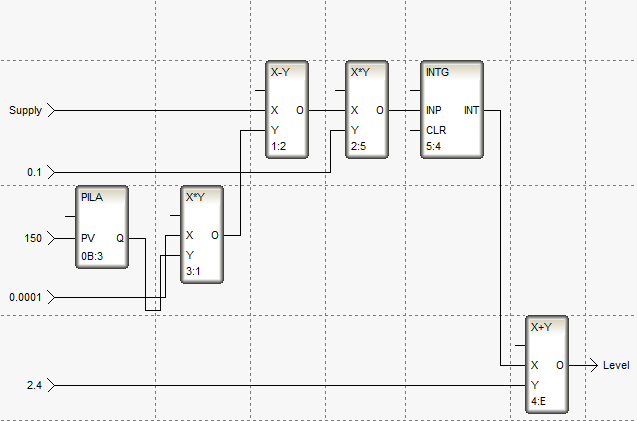 X-Y
X*Y
INTG
Supply
X O
X O
INP INT
Y
Y
CLR
1:2
2:5
5:4
0.1
PILA
X*Y
150
PV Q
X O
Y
0B:3
3:1
0.0001
X+Y
X O
Level
2.4
Y
4:E